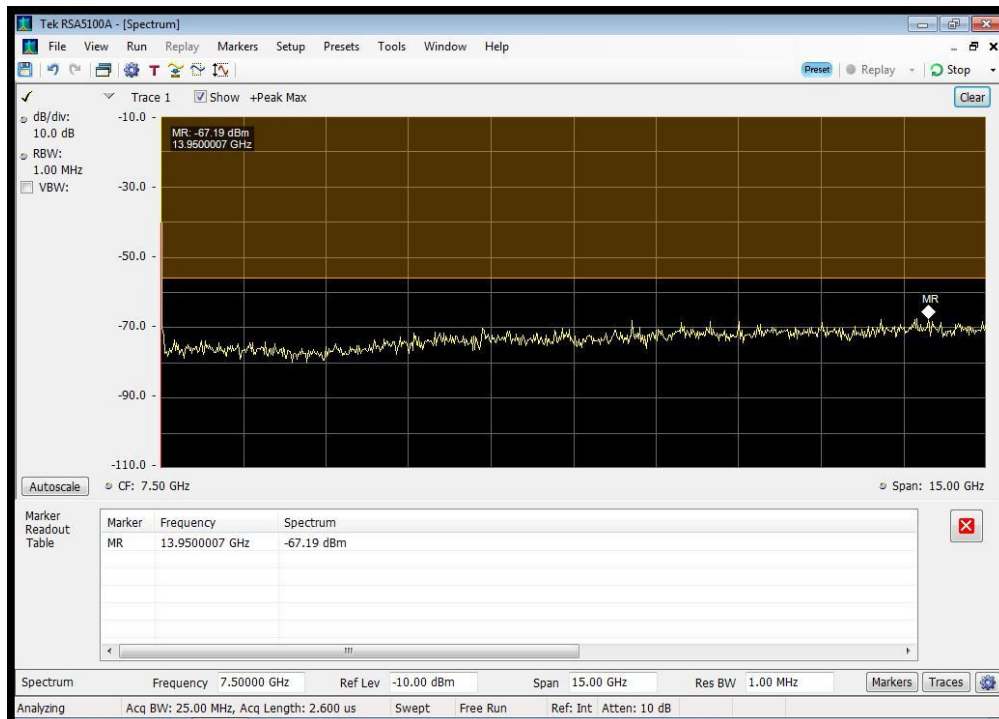 Tek RSA5100A - [Spectrum]
File View Run Replay Markers Setup Presets Tools Window Help
T Preset Replay Stop
Trace 1 Show +Peak Max Clear
dB/div:
10.0 dB
RBW:
1.00 MHz
VBW:
-10.0
MR: -67.19 dBm
13.9500007 GHz
-30.0
-50.0
MR
-70.0
-90.0
-110.0
Autoscale CF: 7.50 GHz Span: 15.00 GHz
Marker
Readout
Table
Marker Frequency Spectrum
MR 13.9500007 GHz -67.19 dBm
Spectrum Frequency 7.50000 GHz Ref Lev -10.00 dBm Span 15.00 GHz Res BW 1.00 MHz Markers Traces
Analyzing Acq BW: 25.00 MHz, Acq Length: 2.600 us Swept Free Run Ref: Int Atten: 10 dB